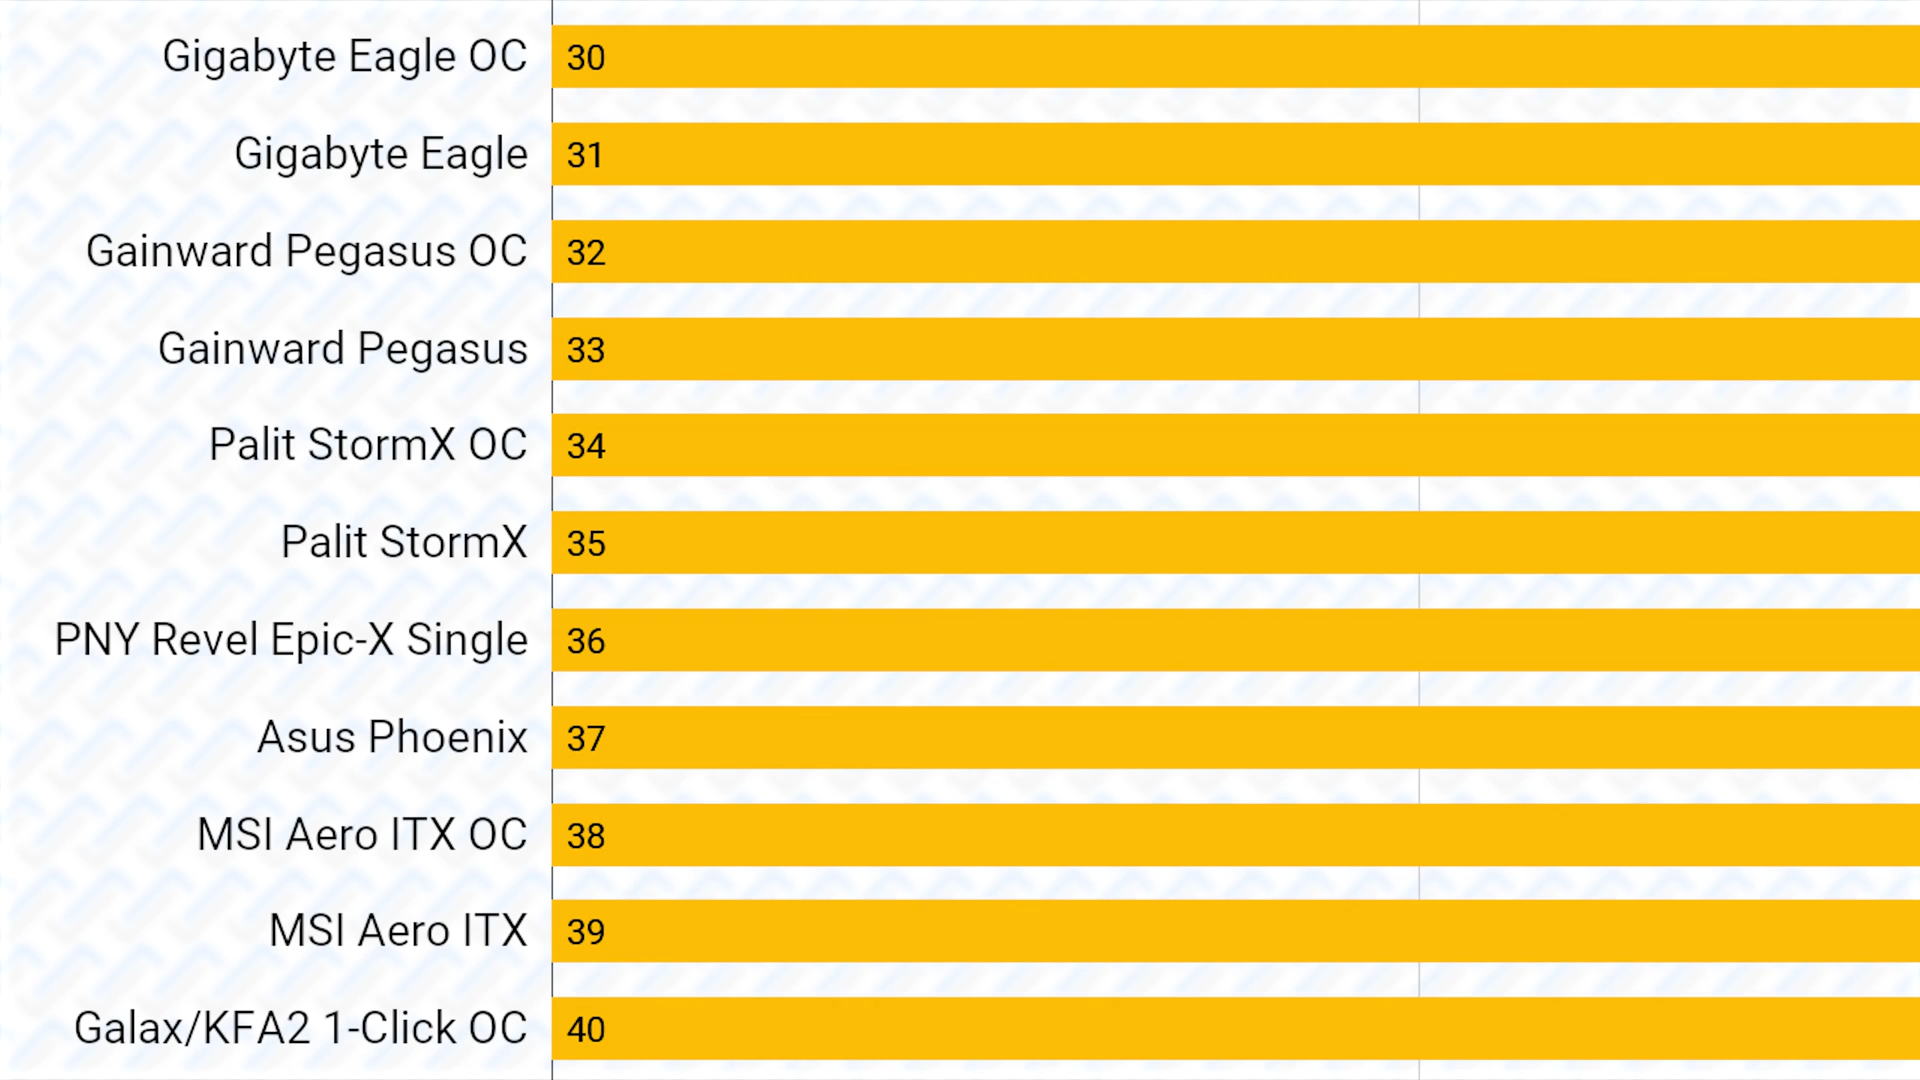 Gigabyte Eagle OC 30
Gigabyte Eagle 31
Gainward Pegasus OC 32
Gainward Pegasus 33
Palit StormX OC 34
Palit StormX 35
PNY Revel Epic-X Single 36
Asus Phoenix 37
MSI Aero ITX OC 38
MSI Aero ITX 39
Galax/KFA2 1-Click OC 40